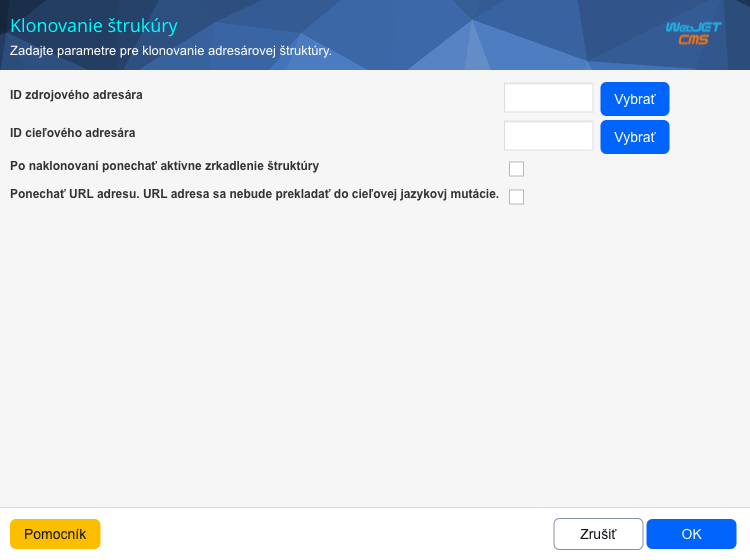 Klonovanie štrukúry
Zadajte parametre pre klonovanie adresárovej štruktúry.
WebJET
CMS
ID zdrojového adresára
Vybrať
ID cieľového adresára
Vybrať
Po naklonovaní ponechať aktívne zrkadlenie štruktúry
Ponechať URL adresu. URL adresa sa nebude prekladať do cieľovej jazykovj mutácie.
Pomocník
Zrušiť
OK